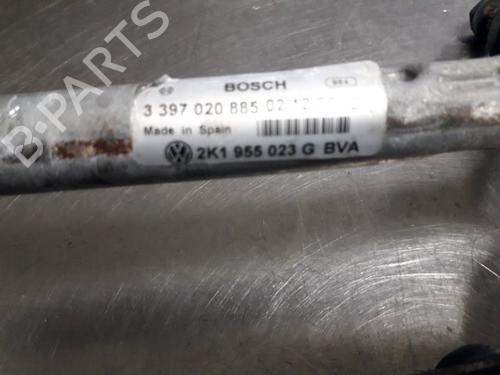 BOSCH
3 397 020 885
Made in Spain
2K1 955 023 G BVA
B-PARTS